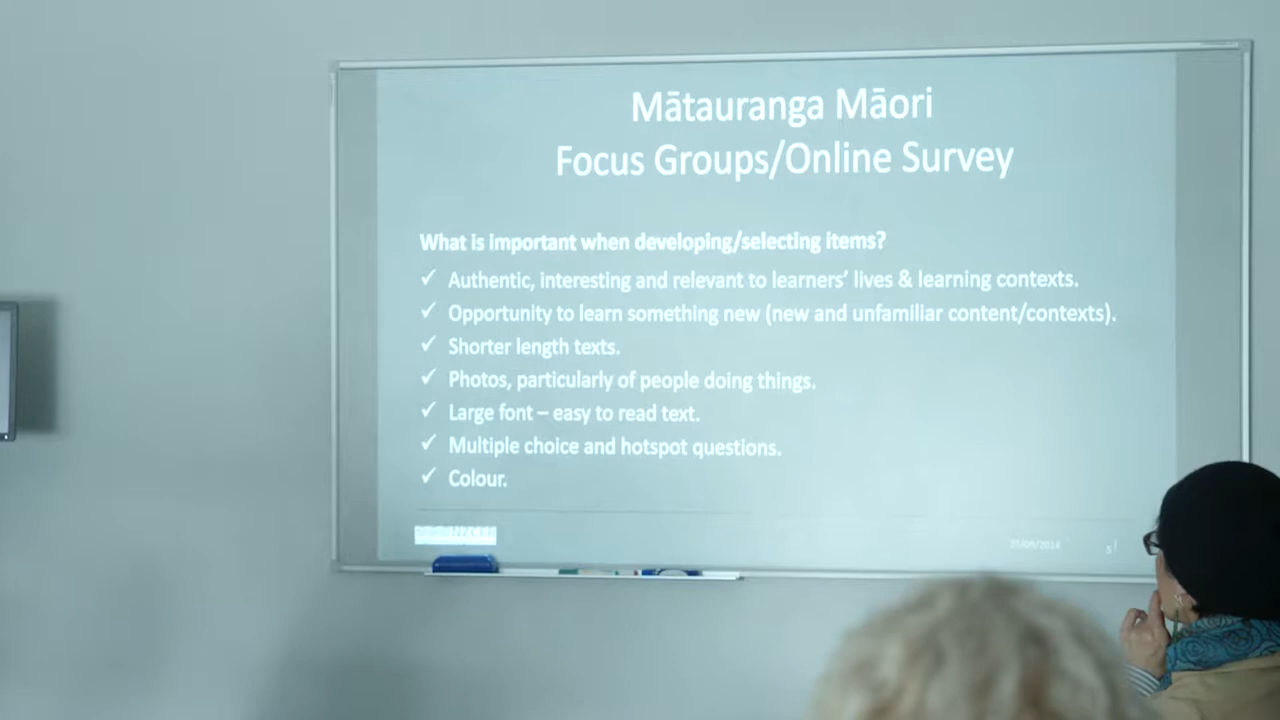 Mātauranga Māori
Focus Groups/Online Survey
What is important when developing/selecting items?
✓ Authentic, interesting and relevant to learners’ lives & learning contexts.
✓ Opportunity to learn something new (new and unfamiliar content/contexts).
✓ Shorter length texts.
✓ Photos, particularly of people doing things.
✓ Large font – easy to read text.
✓ Multiple choice and hotspot questions.
✓ Colour.